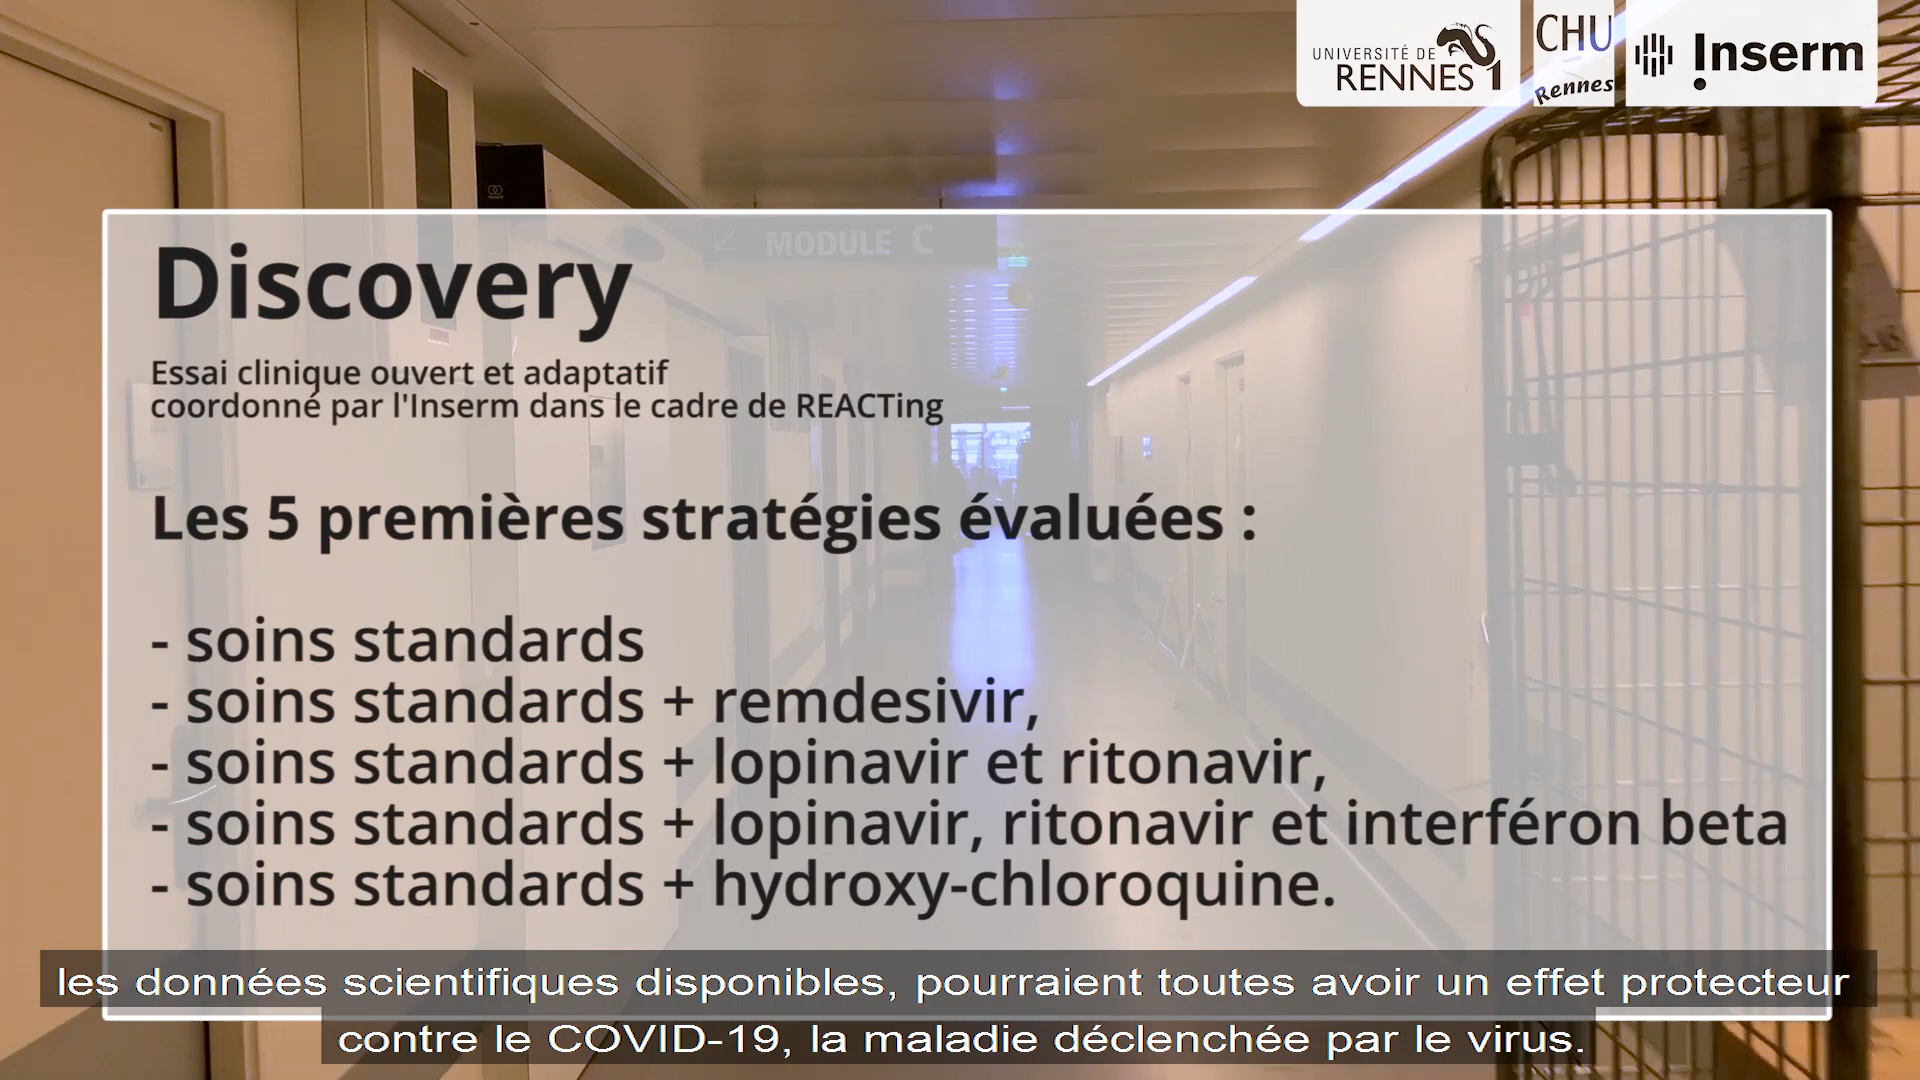 UNIVERSITÉ DE
RENNES 1
CHU
Rennes
Inserm
MODULE C
Discovery
Essai clinique ouvert et adaptatif
coordonné par l'Inserm dans le cadre de REACTing
Les 5 premières stratégies évaluées :
- soins standards
- soins standards + remdesivir,
- soins standards + lopinavir et ritonavir,
- soins standards + lopinavir, ritonavir et interféron beta
- soins standards + hydroxy-chloroquine.
les données scientifiques disponibles, pourraient toutes avoir un effet protecteur
contre le COVID-19, la maladie déclenchée par le virus.